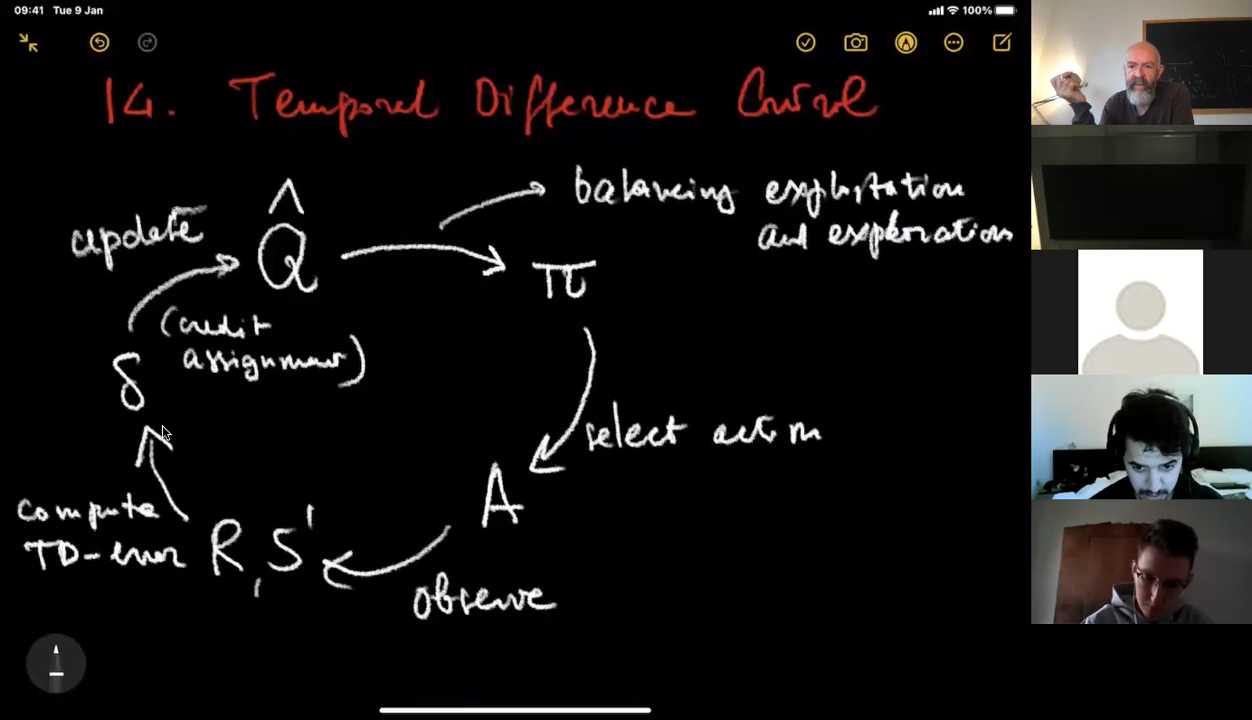 09:41 Tue 9 Jan
100%
14. Temporal Difference Control
balancing exploitation
and exploration
update
Q̂
π
(credit
assignment)
δ
select action
A
compute
TD-error
R, S'
observe